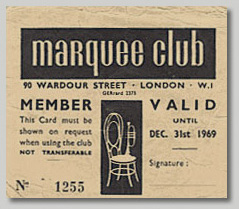 marquee club
90 WARDOUR STREET • LONDON • W.1
GERrard 2375
MEMBER
This Card must be
shown on request
when using the club
NOT TRANSFERABLE
VALID
UNTIL
DEC. 31st 1969
Signature :
No 1255